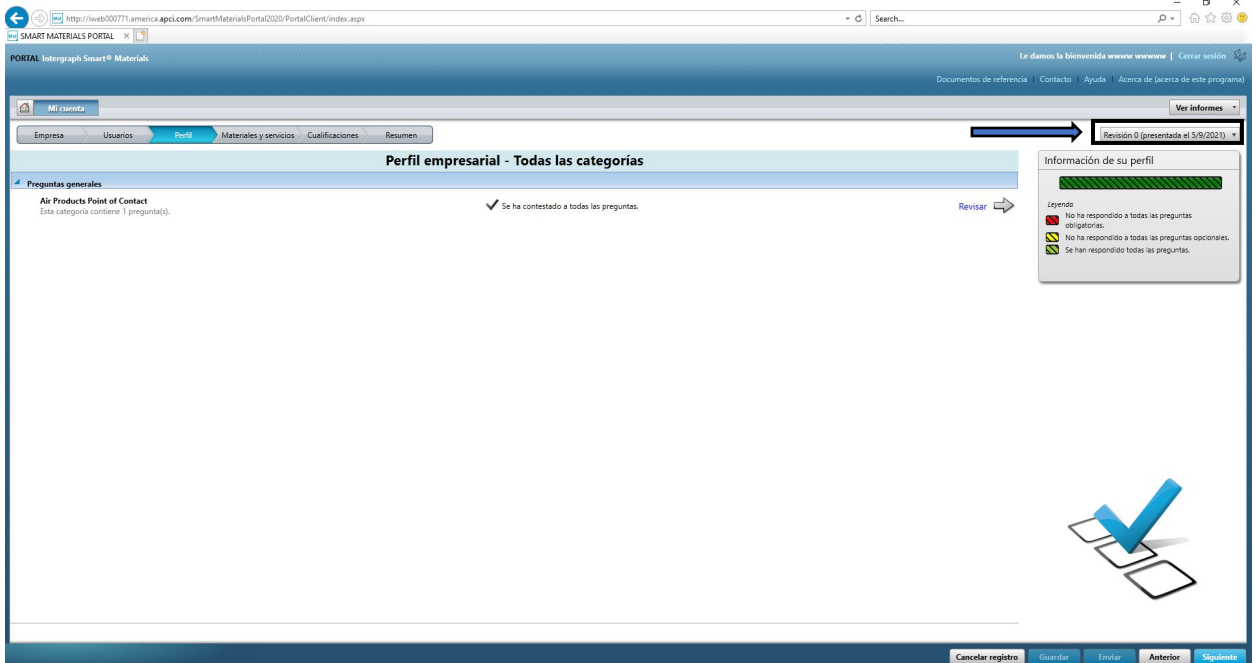 http://iweb000771.america.apci.com/SmartMaterialsPortal2020/PortalClient/index.aspx
Search...
SMART MATERIALS PORTAL
PORTAL Intergraph Smart® Materials
Le damos la bienvenida wwww wwwww | Cerrar sesión
Documentos de referencia | Contacto | Ayuda | Acerca de [acerca de este programa]
Mi cuenta
Ver informes
Empresa Usuarios Perfil Materiales y servicios Cualificaciones Resumen
Revisión 0 (presentada el 5/9/2021)
Perfil empresarial - Todas las categorías
Preguntas generales
Air Products Point of Contact
Esta categoría contiene 1 pregunta(s).
Se ha contestado a todas las preguntas.
Revisar
Información de su perfil
Leyenda
No ha respondido a todas las preguntas
obligatorias.
No ha respondido a todas las preguntas opcionales.
Se han respondido todas las preguntas.
Cancelar registro Guardar Enviar Anterior Siguiente